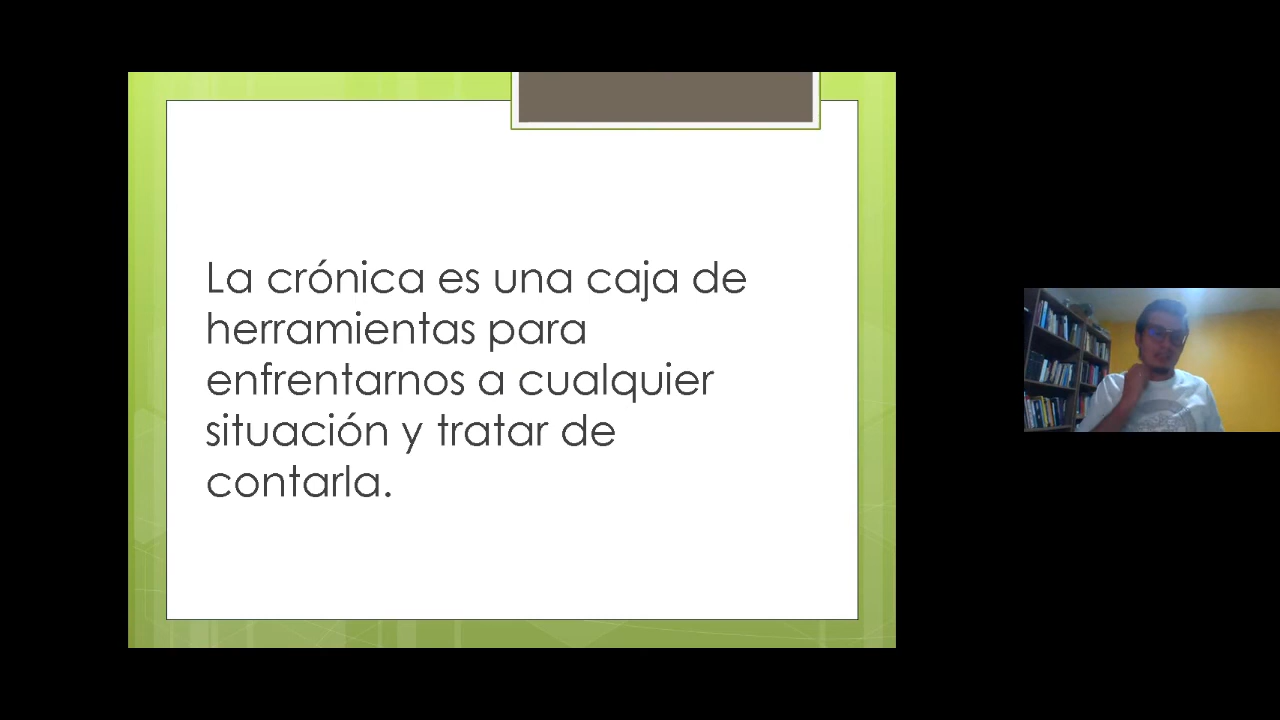 La crónica es una caja de
herramientas para
enfrentarnos a cualquier
situación y tratar de
contarla.